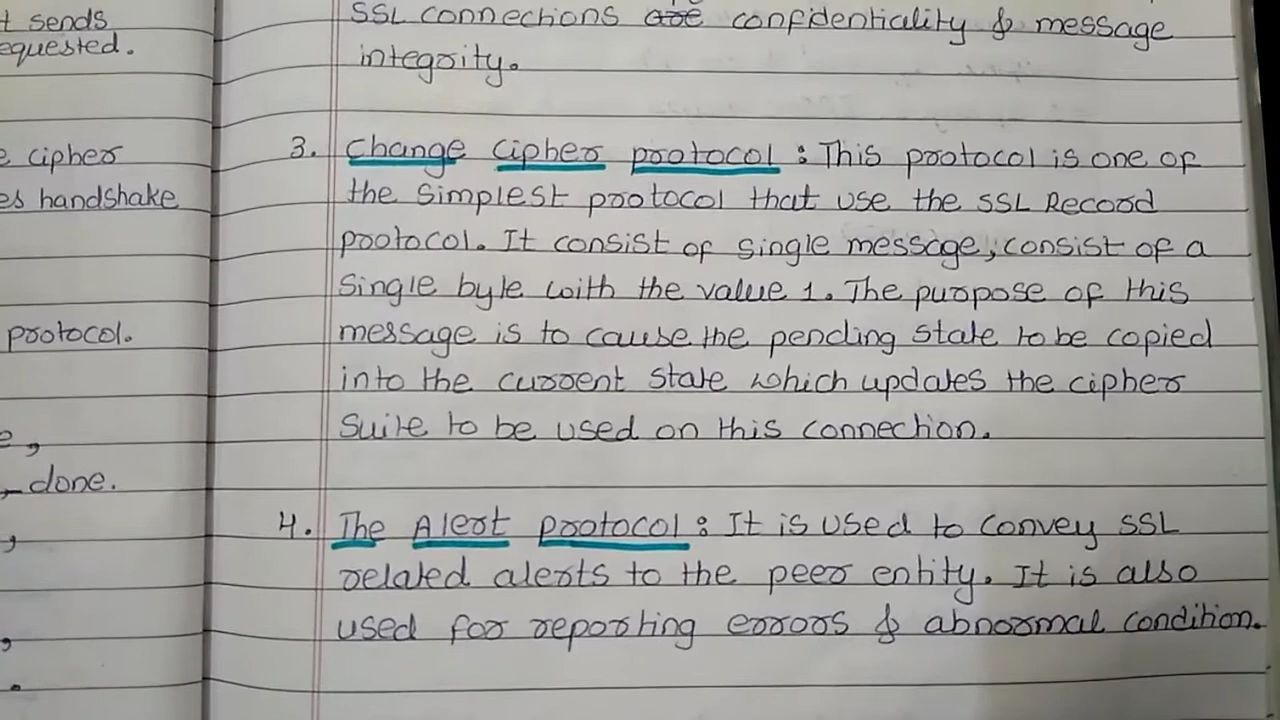 t sends
equested.
e cipher
es handshake
protocol.
e,
- done.
,
,
.
SSL connections are confidentiality & message
integrity.
3. Change Cipher protocol : This protocol is one of
the simplest protocol that use the SSL Record
protocol. It consist of single message, consist of a
single byte with the value 1. The purpose of this
message is to cause the pending state to be copied
into the current state which updates the cipher
suite to be used on this connection.
4. The Alert protocol : It is used to convey SSL
related alerts to the peer entity. It is also
used for reporting errors & abnormal condition.